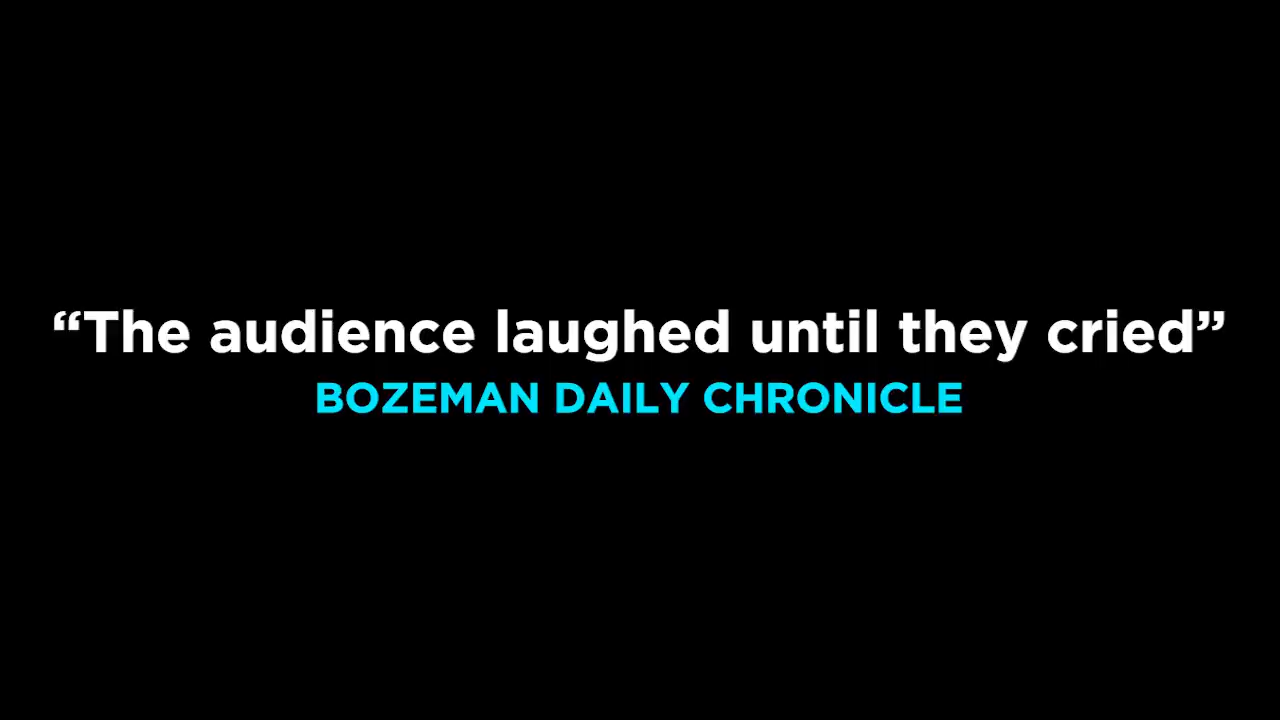 “The audience laughed until they cried”
BOZEMAN DAILY CHRONICLE